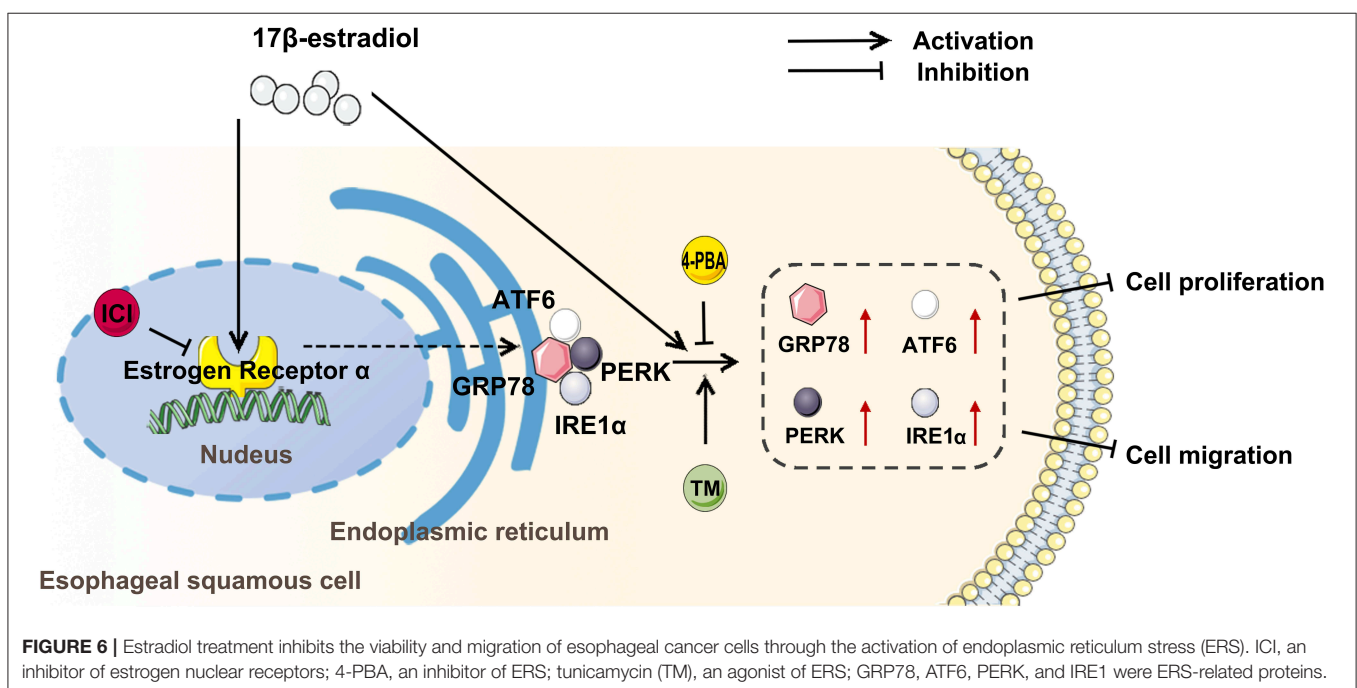 17β-estradiol
Activation
Inhibition
4-PBA
ATF6
ICI
GRP78
ATF6
Cell proliferation
Estrogen Receptor α
GRP78
PERK
IRE1α
PERK
IRE1α
Nudeus
TM
Cell migration
Endoplasmic reticulum
Esophageal squamous cell
FIGURE 6 | Estradiol treatment inhibits the viability and migration of esophageal cancer cells through the activation of endoplasmic reticulum stress (ERS). ICI, an
inhibitor of estrogen nuclear receptors; 4-PBA, an inhibitor of ERS; tunicamycin (TM), an agonist of ERS; GRP78, ATF6, PERK, and IRE1 were ERS-related proteins.